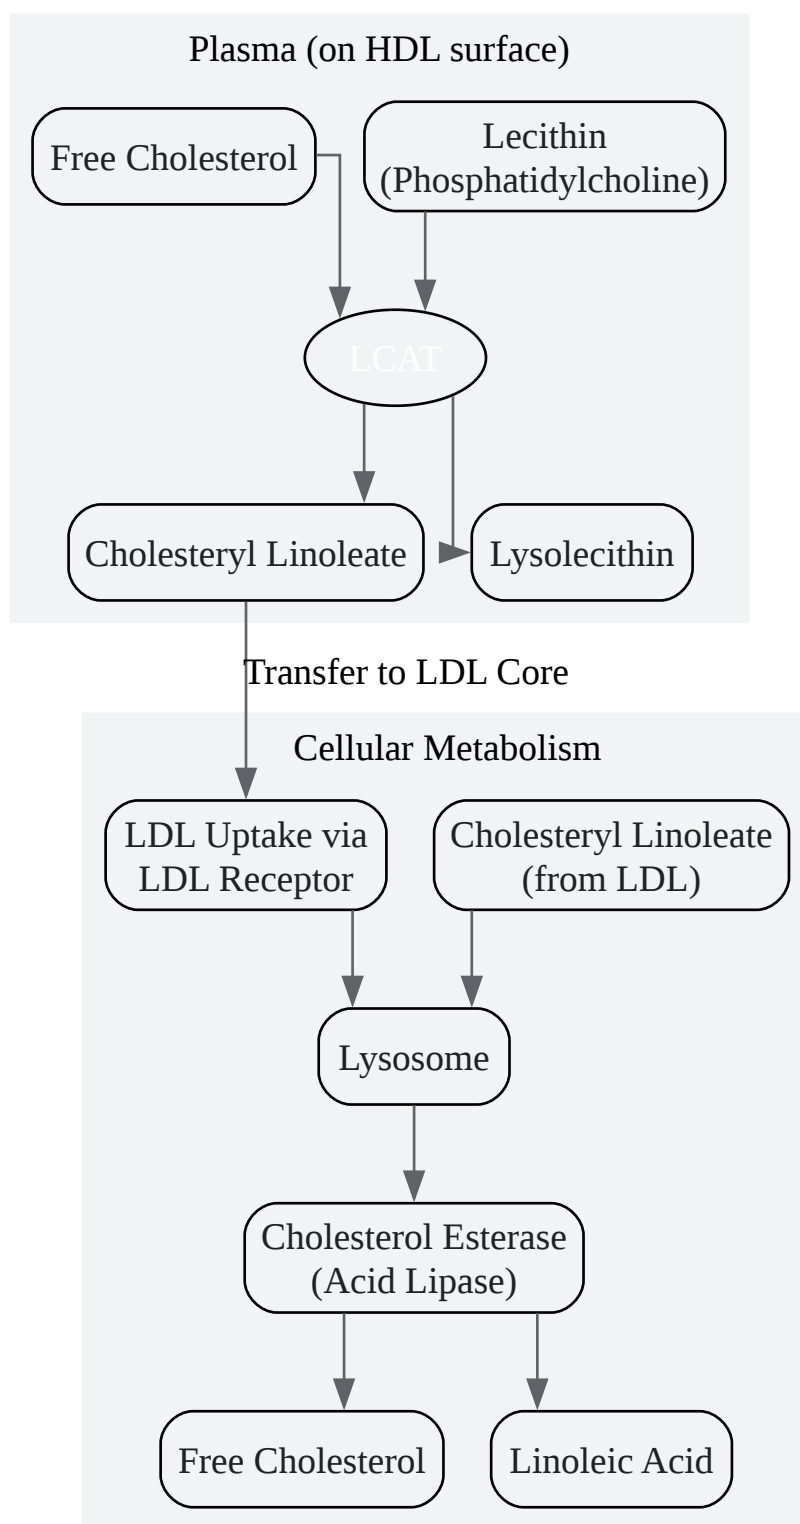 Plasma (on HDL surface)
Free Cholesterol
Lecithin
(Phosphatidylcholine)
LCAT
Cholesteryl Linoleate
Lysolecithin
Transfer to LDL Core
Cellular Metabolism
LDL Uptake via
LDL Receptor
Cholesteryl Linoleate
(from LDL)
Lysosome
Cholesterol Esterase
(Acid Lipase)
Free Cholesterol
Linoleic Acid